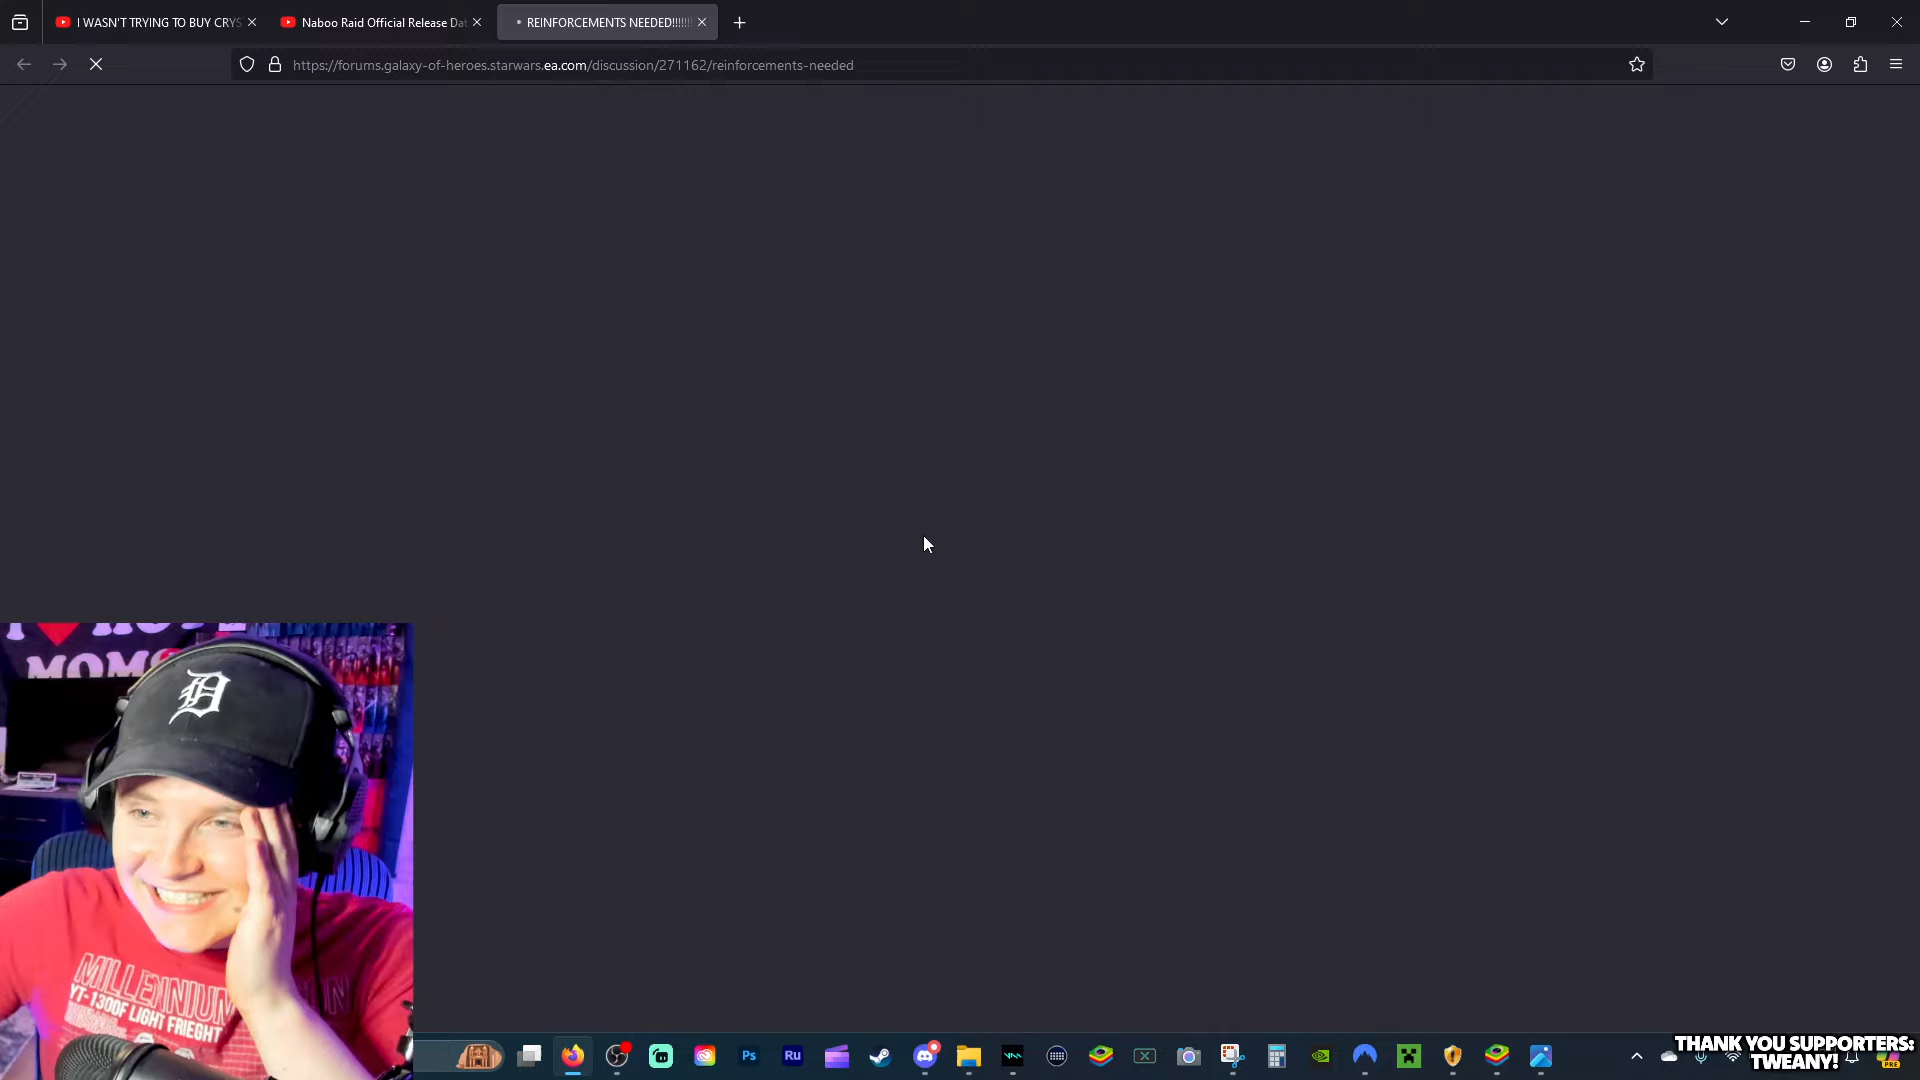 I WASN'T TRYING TO BUY CRYS
Naboo Raid Official Release Dat
REINFORCEMENTS NEEDED!!!!!!!
https://forums.galaxy-of-heroes.starwars.ea.com/discussion/271162/reinforcements-needed
I
MOMS
D
MILLENNIUM
YT-1300F LIGHT FRIEGHT
Ps
Ru
PRE
THANK YOU SUPPORTERS:
TWEANY!